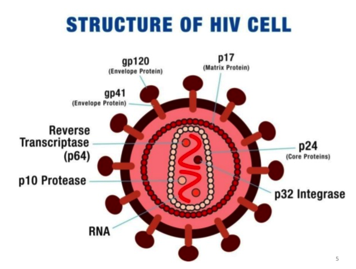 STRUCTURE OF HIV CELL
gp120
(Envelope Protein)
p17
(Matrix Protein)
gp41
(Envelope Protein)
Reverse
Transcriptase
(p64)
p24
(Core Proteins)
p10 Protease
p32 Integrase
RNA
5